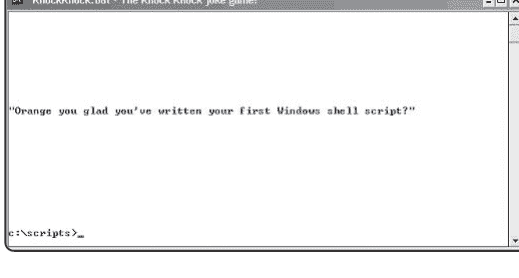 KnockKnock.bat - The Knock Knock joke game!
"Orange you glad you've written your first Windows shell script?"
c:\scripts>_